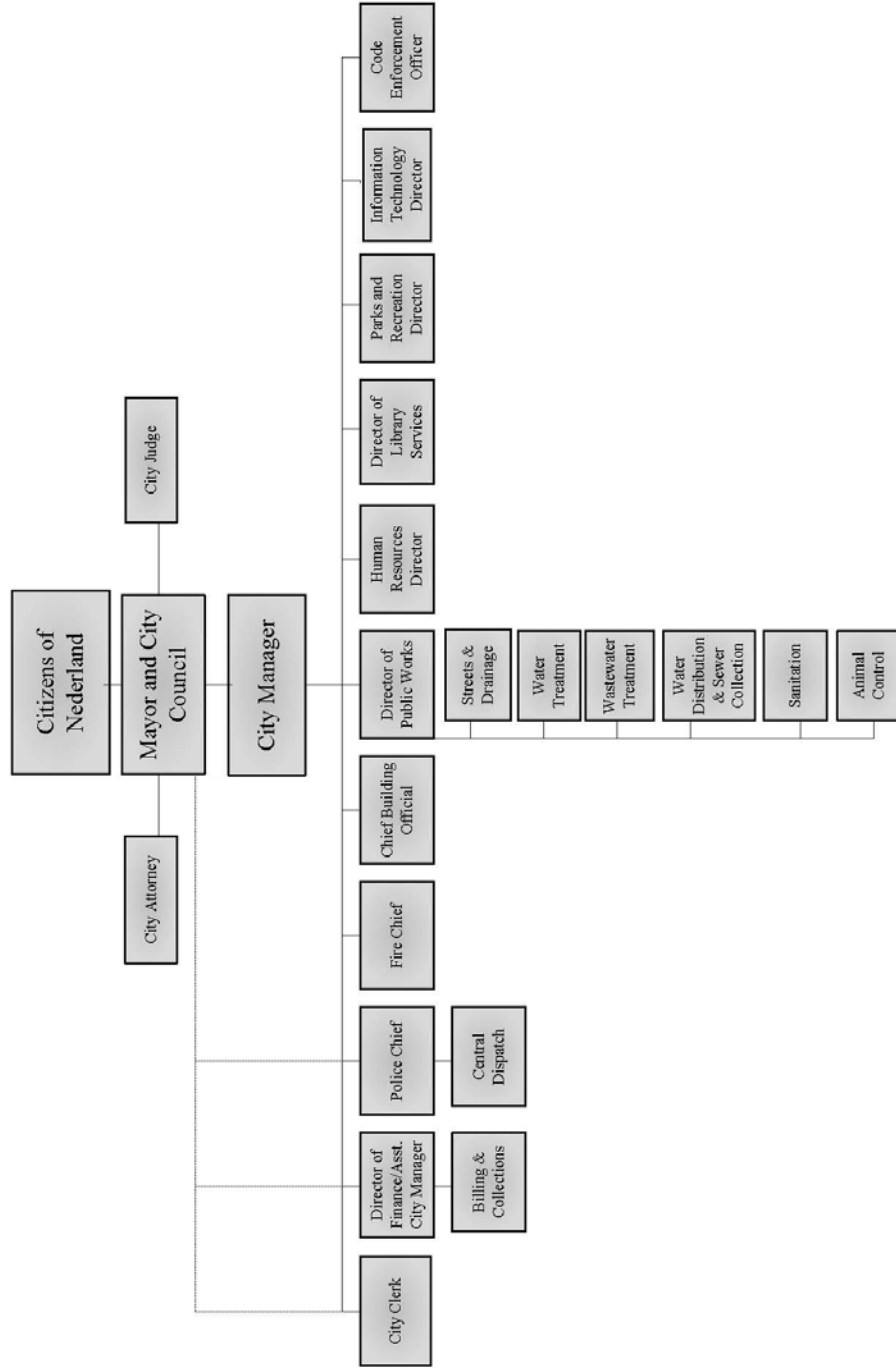 Citizens of
Nederland
City Attorney
Mayor and City
Council
City Judge
City Manager
City Clerk
Director of
Finance/Asst.
City Manager
Police Chief
Fire Chief
Chief Building
Official
Director of
Public Works
Human
Resources
Director
Director of
Library
Services
Parks and
Recreation
Director
Information
Technology
Director
Code
Enforcement
Officer
Billing &
Collections
Central
Dispatch
Streets &
Drainage
Water
Treatment
Wastewater
Treatment
Water
Distribution
& Sewer
Collection
Sanitation
Animal
Control